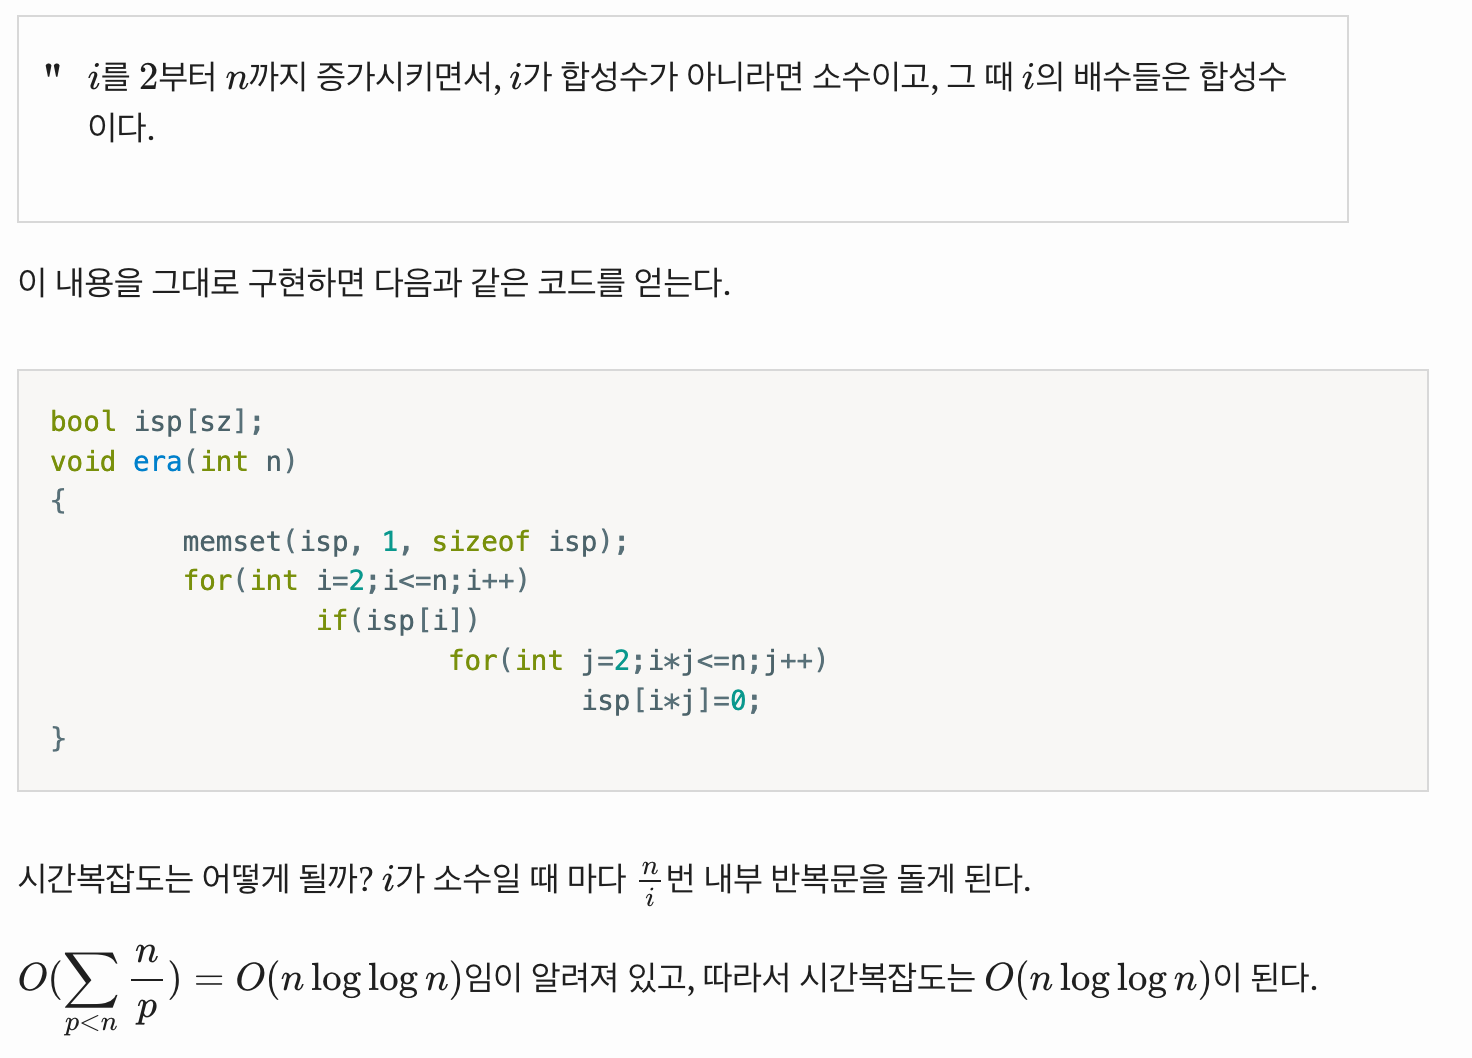 " i를 2부터 n까지 증가시키면서, i가 합성수가 아니라면 소수이고, 그 때 i의 배수들은 합성수
이다.
이 내용을 그대로 구현하면 다음과 같은 코드를 얻는다.
bool isp[sz];
void era(int n)
{
        memset(isp, 1, sizeof isp);
        for(int i=2;i<=n;i++)
                if(isp[i])
                        for(int j=2;i*j<=n;j++)
                                isp[i*j]=0;
}
시간복잡도는 어떻게 될까? i가 소수일 때 마다 \frac{n}{i}번 내부 반복문을 돌게 된다.
O(\sum_{p<n} \frac{n}{p}) = O(n log log n)임이 알려져 있고, 따라서 시간복잡도는 O(n log log n)이 된다.